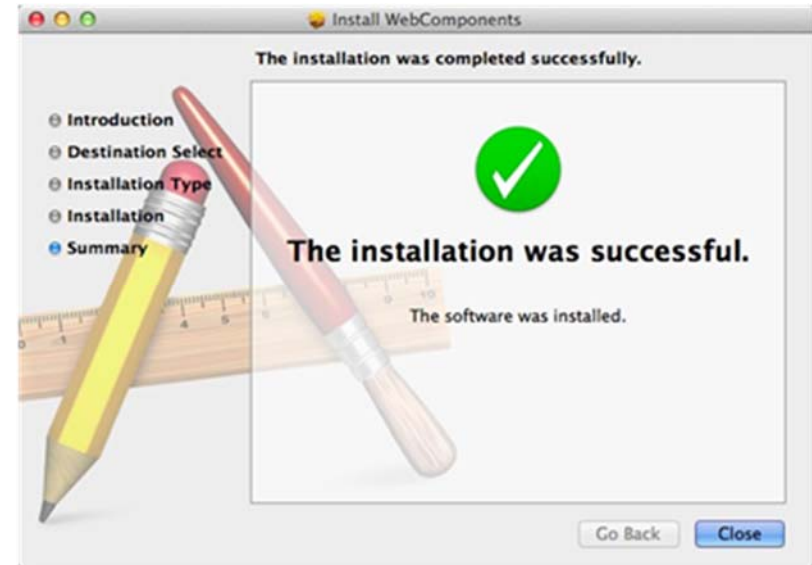 Install WebComponents
The installation was completed successfully.
Introduction
Destination Select
Installation Type
Installation
Summary
The installation was successful.
The software was installed.
Go Back
Close